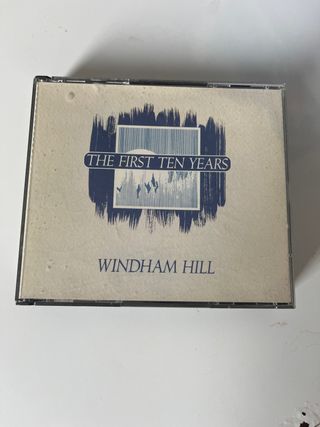 THE FIRST TEN YEARS
WINDHAM HILL